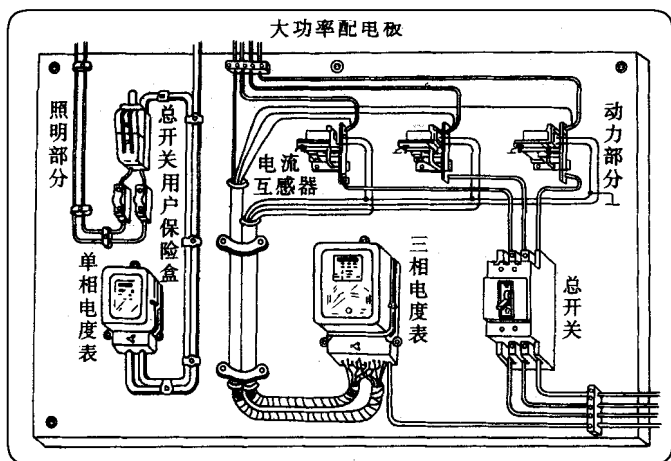 大功率配电板
照明部分
总开关用户保险盒
电流
互感器
动力部分
单相电度表
三相电度表
总开关